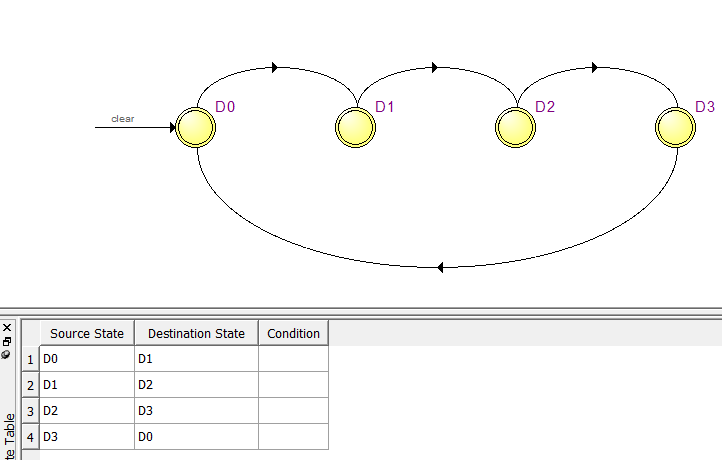 D0 D1 D2 D3
clear
Source State Destination State Condition
1 D0 D1
2 D1 D2
3 D2 D3
4 D3 D0
te Table